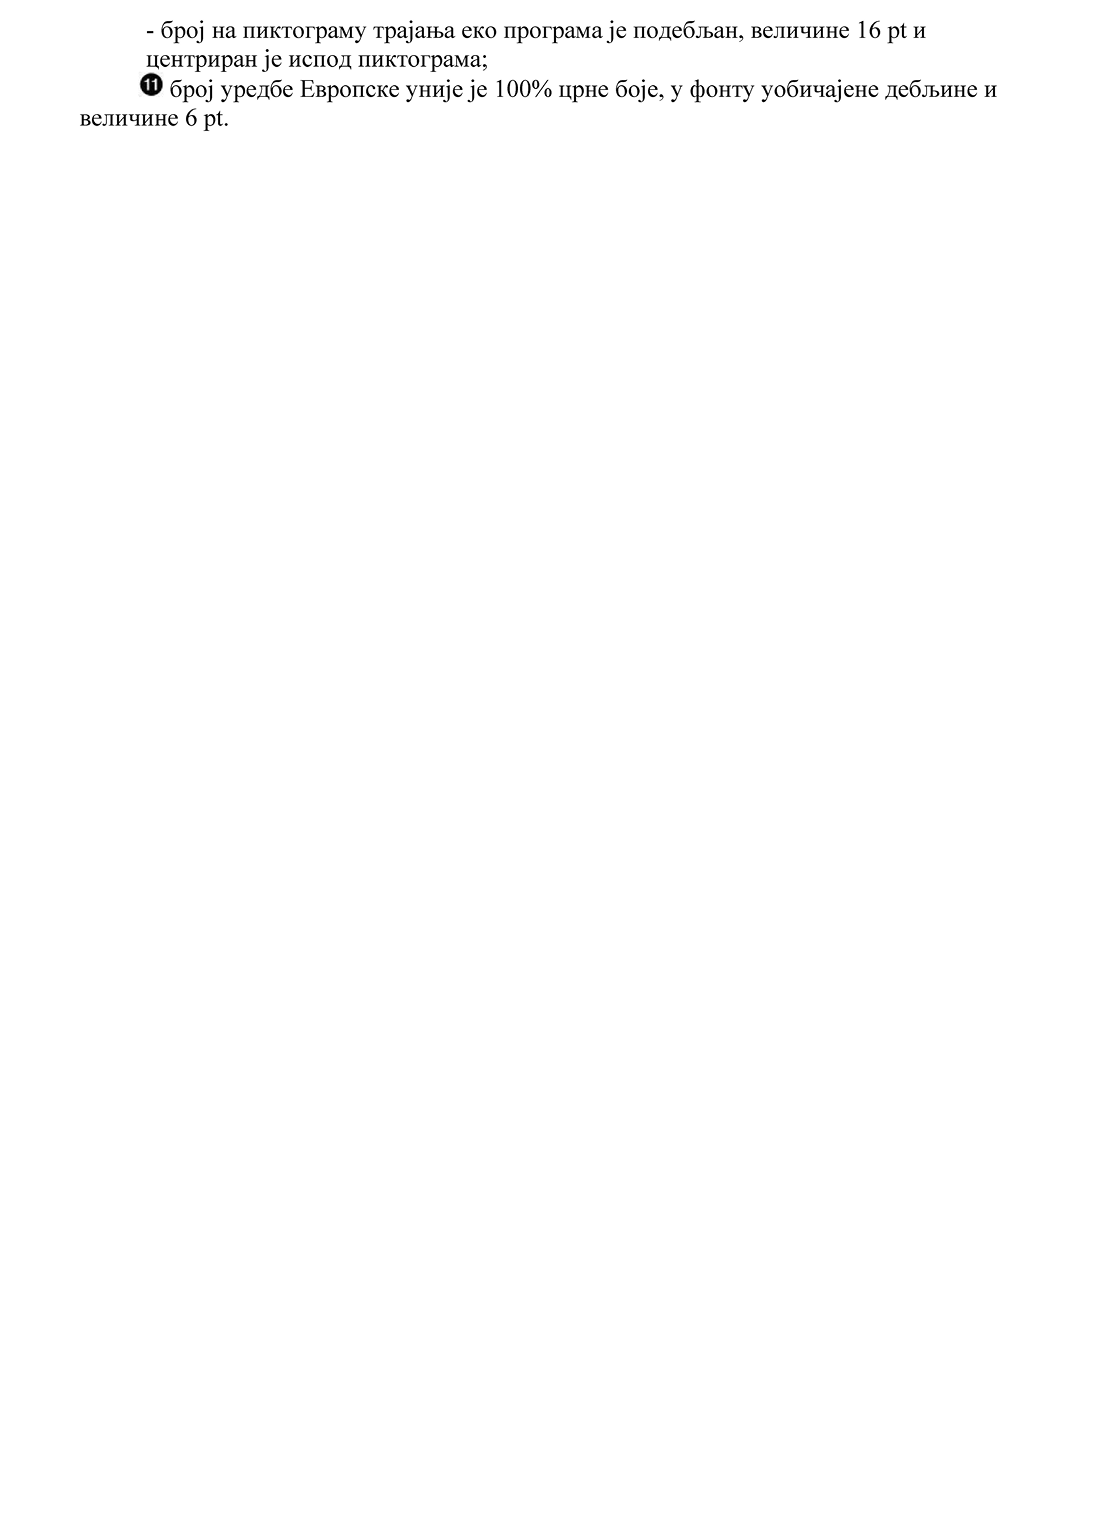 - број на пиктограму трајања еко програма је подебљан, величине 16 pt и
центриран је испод пиктограма;
⓫ број уредбе Европске уније је 100% црне боје, у фонту уобичајене дебљине и
величине 6 pt.